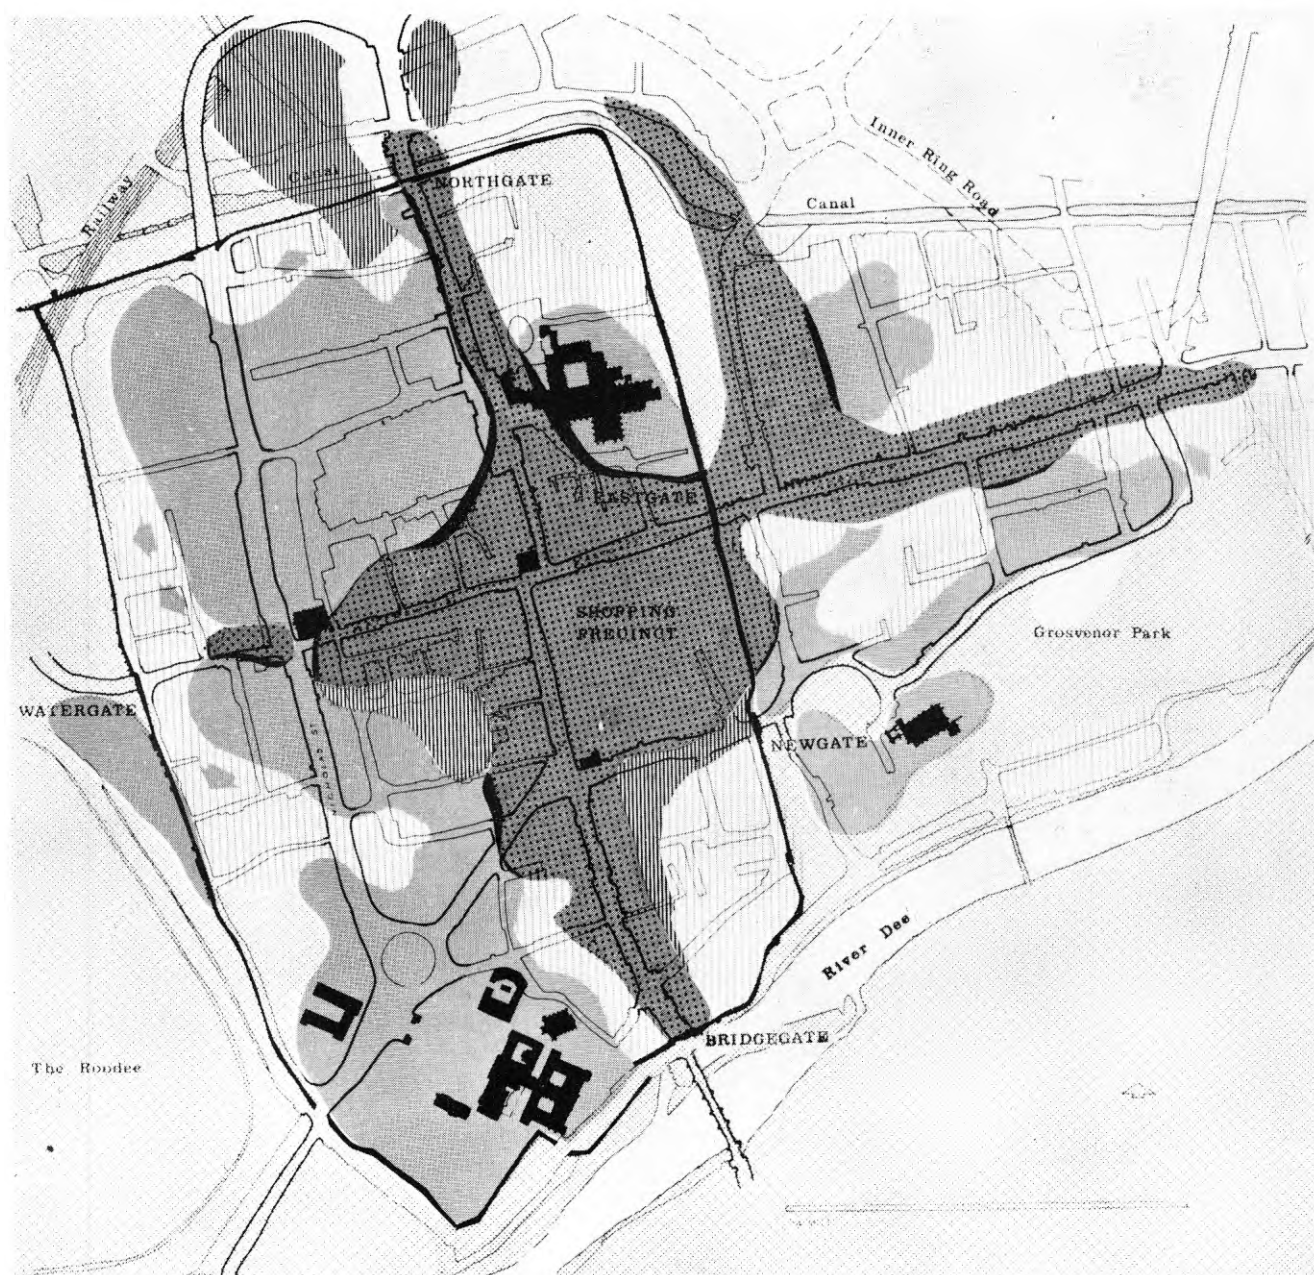 Inner Ring Road
Canal
Railway
NORTHGATE
Canal
EASTGATE
SHOPPING
PRECINCT
Grosvenor Park
WATERGATE
NEWGATE
River Dee
BRIDGEGATE
The Roodee